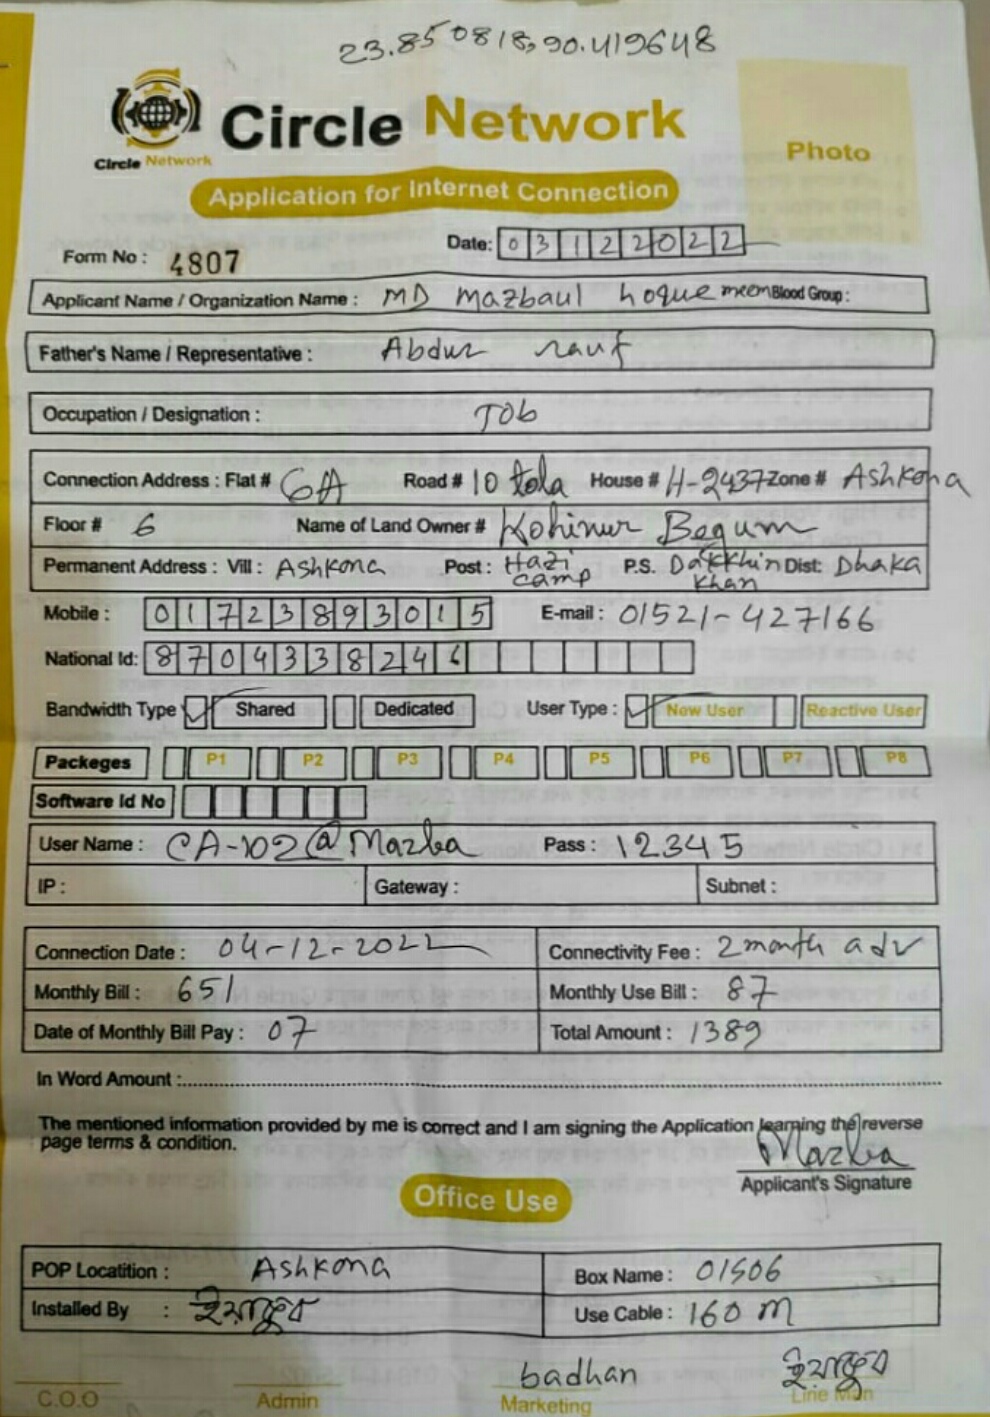 23.850818,90.419648
Circle Network
Circle Network
Photo
Application for Internet Connection
Date: 03122022
Form No : 4807
Applicant Name / Organization Name : MD Mazbaul hoque meem Blood Group :
Father's Name / Representative : Abdur rauf
Occupation / Designation : Job
Connection Address : Flat # 6A Road # 10 tola House # H-2437 Zone # Ashkona
Floor # 6 Name of Land Owner # Kohinur Begum
Permanent Address : Vill : Ashkona Post : Hazi camp P.S. Dakkhin khan Dist: Dhaka
Mobile : 01723893015 E-mail : 01521-427166
National Id: 8704338246
Bandwidth Type Shared Dedicated User Type : New User Reactive User
Packeges P1 P2 P3 P4 P5 P6 P7 P8
Software Id No
User Name : CA-102@Mazba Pass : 12345
IP : Gateway : Subnet :
Connection Date : 04-12-2022 Connectivity Fee : 2 month adv
Monthly Bill : 651 Monthly Use Bill : 87
Date of Monthly Bill Pay : 07 Total Amount : 1389
In Word Amount :
The mentioned information provided by me is correct and I am signing the Application learning the reverse
page terms & condition.
Mazba
Applicant's Signature
Office Use
POP Locatition : Ashkona Box Name : 01506
Installed By : Use Cable : 160 m
badhan
C.O.O Admin Marketing Line Man